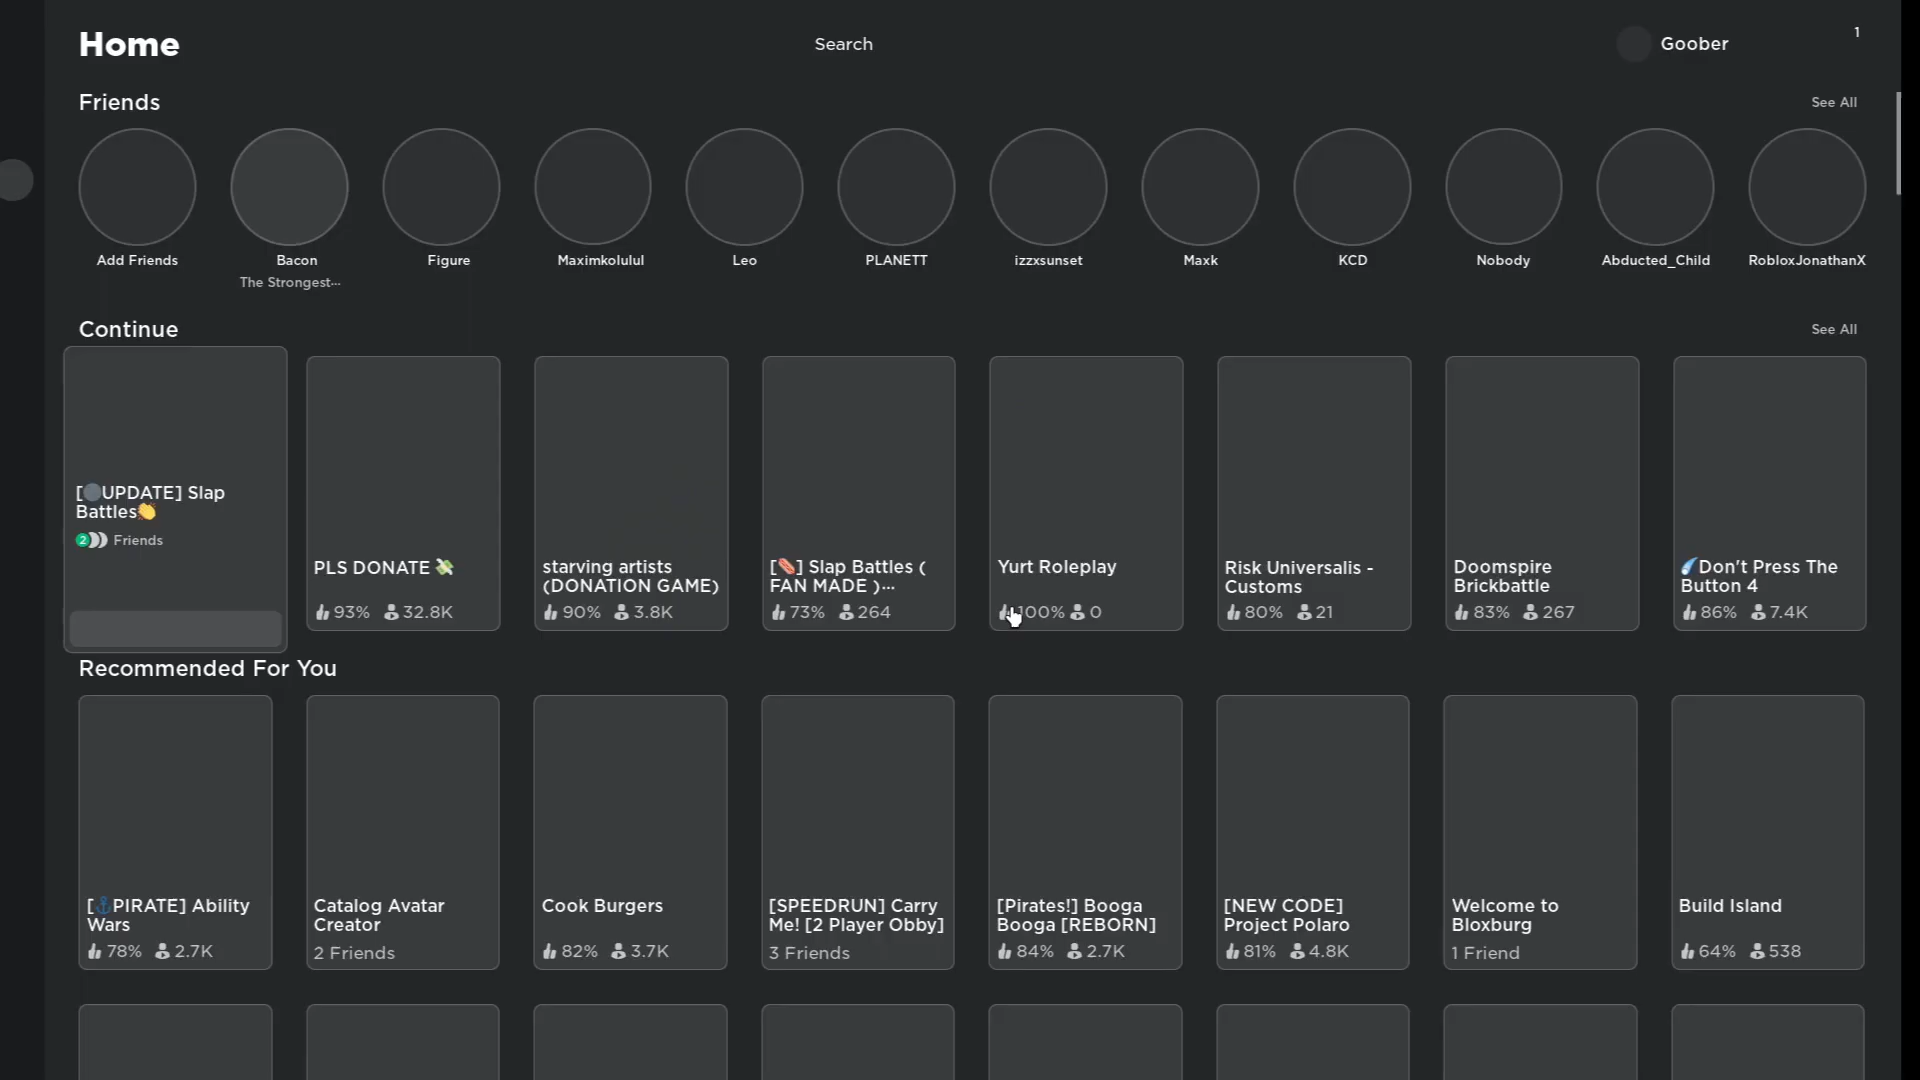 Home
Search
Goober
1
Friends
See All
Add Friends
Bacon
Figure
Maximkolulul
Leo
PLANETT
izzxsunset
Maxk
KCD
Nobody
Abducted_Child
RobloxJonathanX
The Strongest...
Continue
See All
[🌑UPDATE] Slap
Battles👏
2 Friends
PLS DONATE 💸
93% 32.8K
starving artists
(DONATION GAME)
90% 3.8K
[🌭] Slap Battles (
FAN MADE )...
73% 264
Yurt Roleplay
100% 0
Risk Universalis -
Customs
80% 21
Doomspire
Brickbattle
83% 267
☄️Don't Press The
Button 4
86% 7.4K
Recommended For You
[⚓PIRATE] Ability
Wars
78% 2.7K
Catalog Avatar
Creator
2 Friends
Cook Burgers
82% 3.7K
[SPEEDRUN] Carry
Me! [2 Player Obby]
3 Friends
[Pirates!] Booga
Booga [REBORN]
84% 2.7K
[NEW CODE]
Project Polaro
81% 4.8K
Welcome to
Bloxburg
1 Friend
Build Island
64% 538